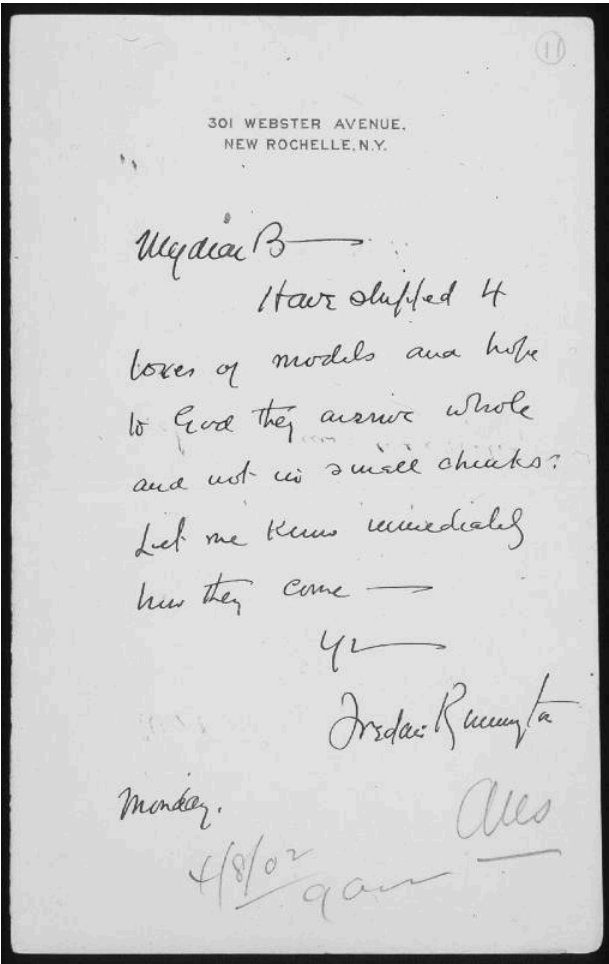 11
301 WEBSTER AVENUE.
NEW ROCHELLE, N.Y.
My dear B—
Have shipped 4
boxes of models and hope
to God they arrive whole
and not in small chunks.
Let me know immediately
how they come —
Yr—
Frederic Remington
Monday.
4/8/02